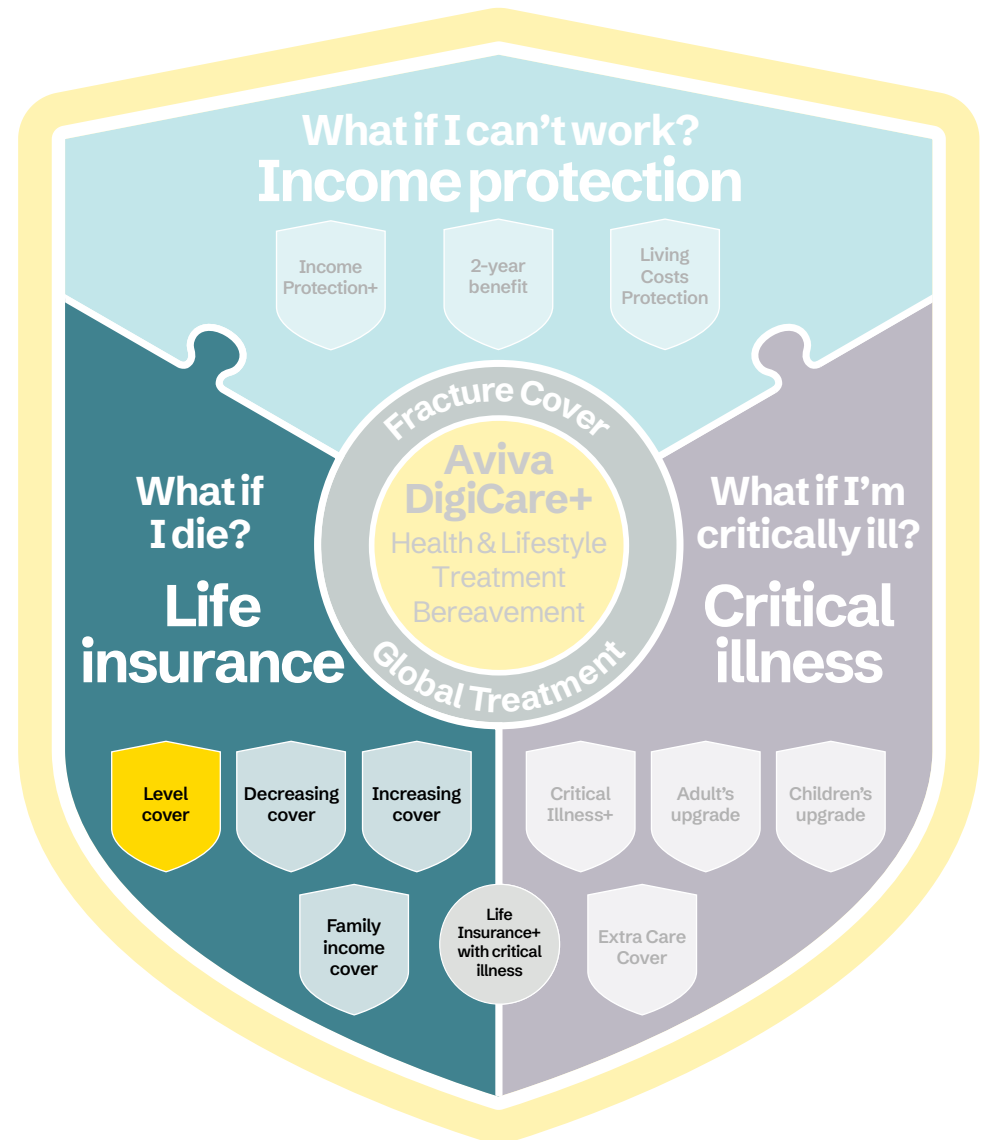 What if I can't work?
Income protection
Income
Protection+
2-year
benefit
Living
Costs
Protection
Fracture Cover
Aviva
DigiCare+
Health & Lifestyle
Treatment
Bereavement
Global Treatment
What if
I die?
Life
insurance
Level
cover
Decreasing
cover
Increasing
cover
Family
income
cover
Life
Insurance+
with critical
illness
What if I'm
critically ill?
Critical
illness
Critical
Illness+
Adult's
upgrade
Children's
upgrade
Extra Care
Cover